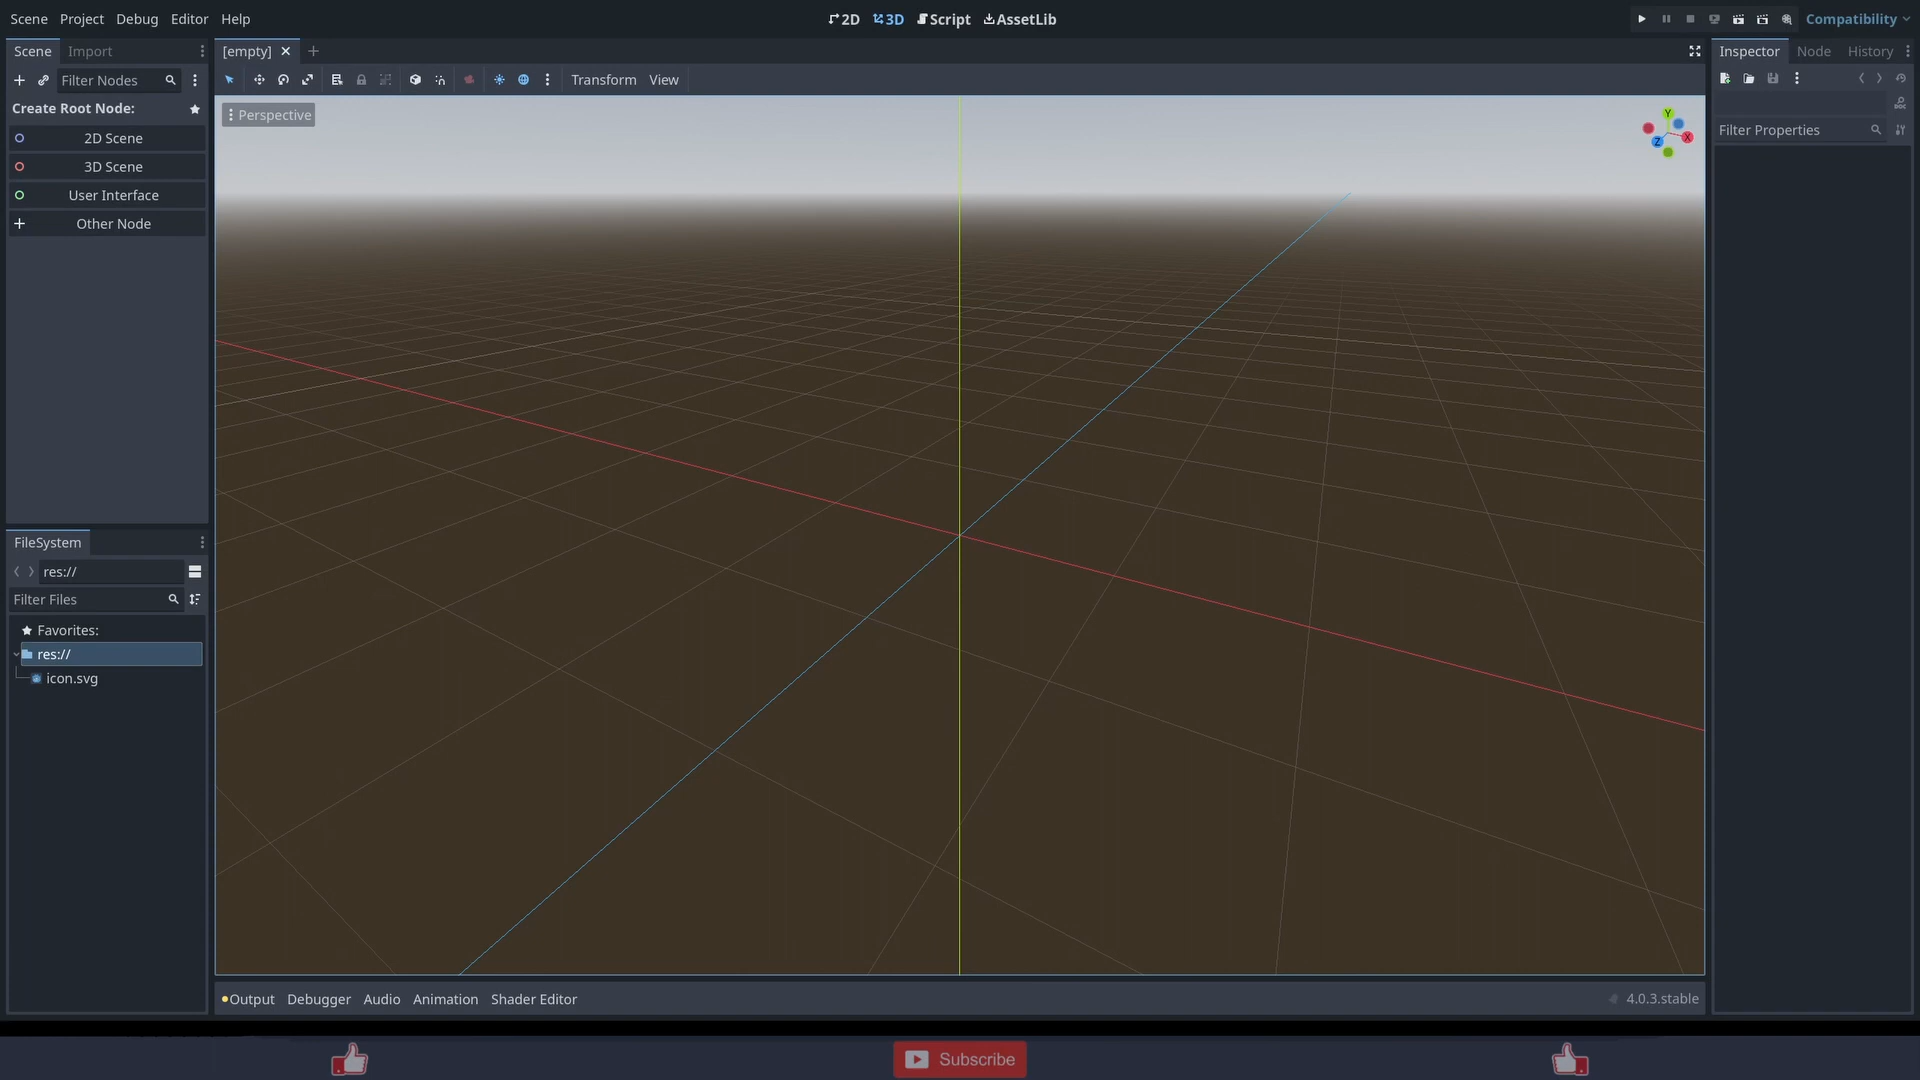 Scene Project Debug Editor Help
2D 3D Script AssetLib
Compatibility
Scene Import
Filter Nodes
Create Root Node:
2D Scene
3D Scene
User Interface
Other Node
FileSystem
res://
Filter Files
Favorites:
res://
icon.svg
[empty]
Transform View
Perspective
Y
X
Z
Output Debugger Audio Animation Shader Editor
4.0.3.stable
Inspector Node History
DOC
Filter Properties
Subscribe